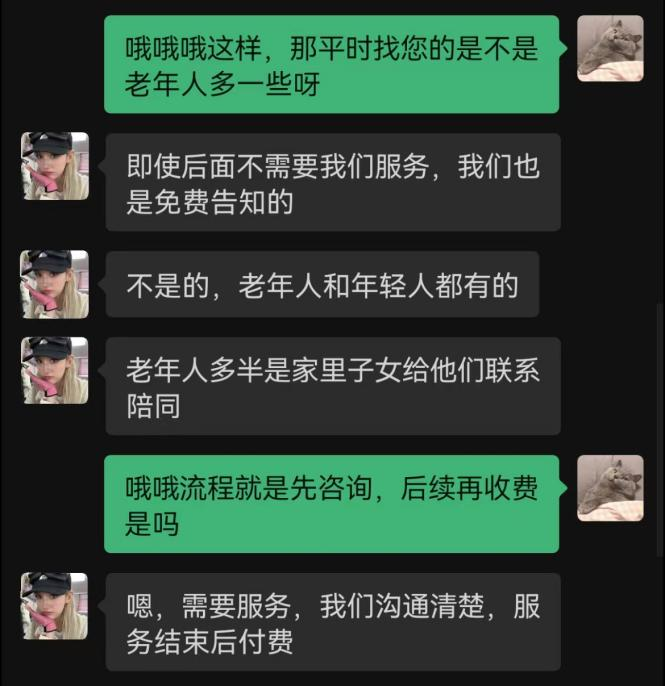 哦哦哦这样，那平时找您的是不是
老年人多一些呀
即使后面不需要我们服务，我们也
是免费告知的
不是的，老年人和年轻人都有的
老年人多半是家里子女给他们联系
陪同
哦哦流程就是先咨询，后续再收费
是吗
嗯，需要服务，我们沟通清楚，服
务结束后付费